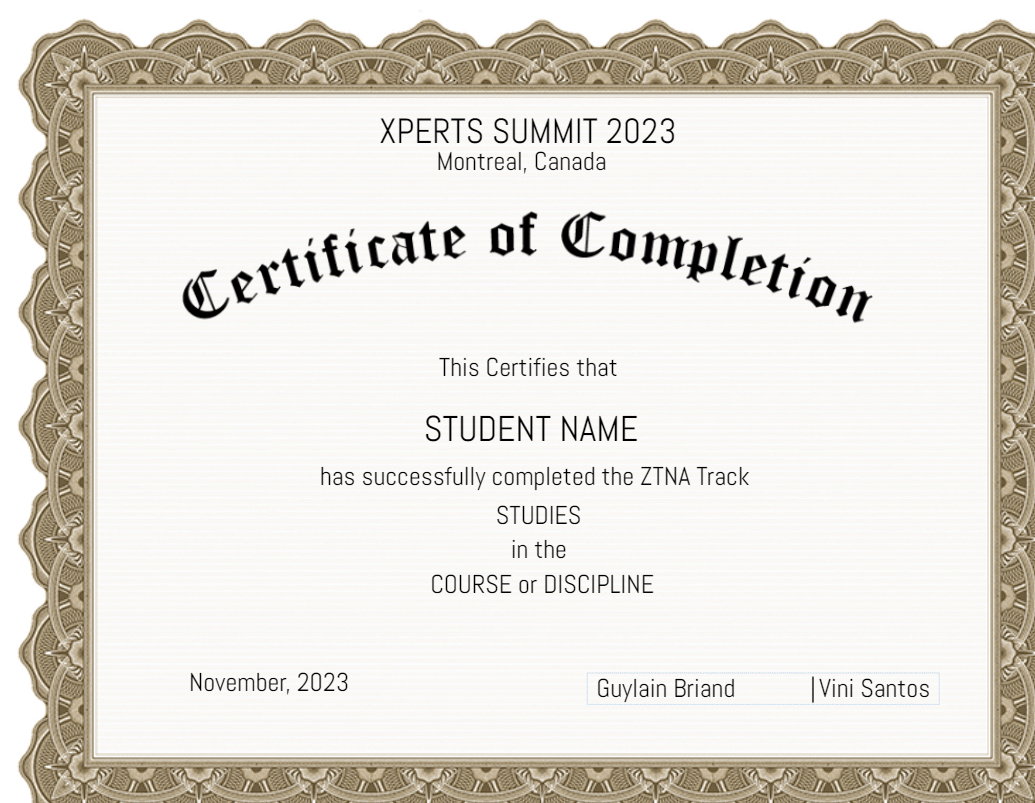 XPERTS SUMMIT 2023
Montreal, Canada
Certificate of Completion
This Certifies that
STUDENT NAME
has successfully completed the ZTNA Track
STUDIES
in the
COURSE or DISCIPLINE
November, 2023
Guylain Briand |Vini Santos